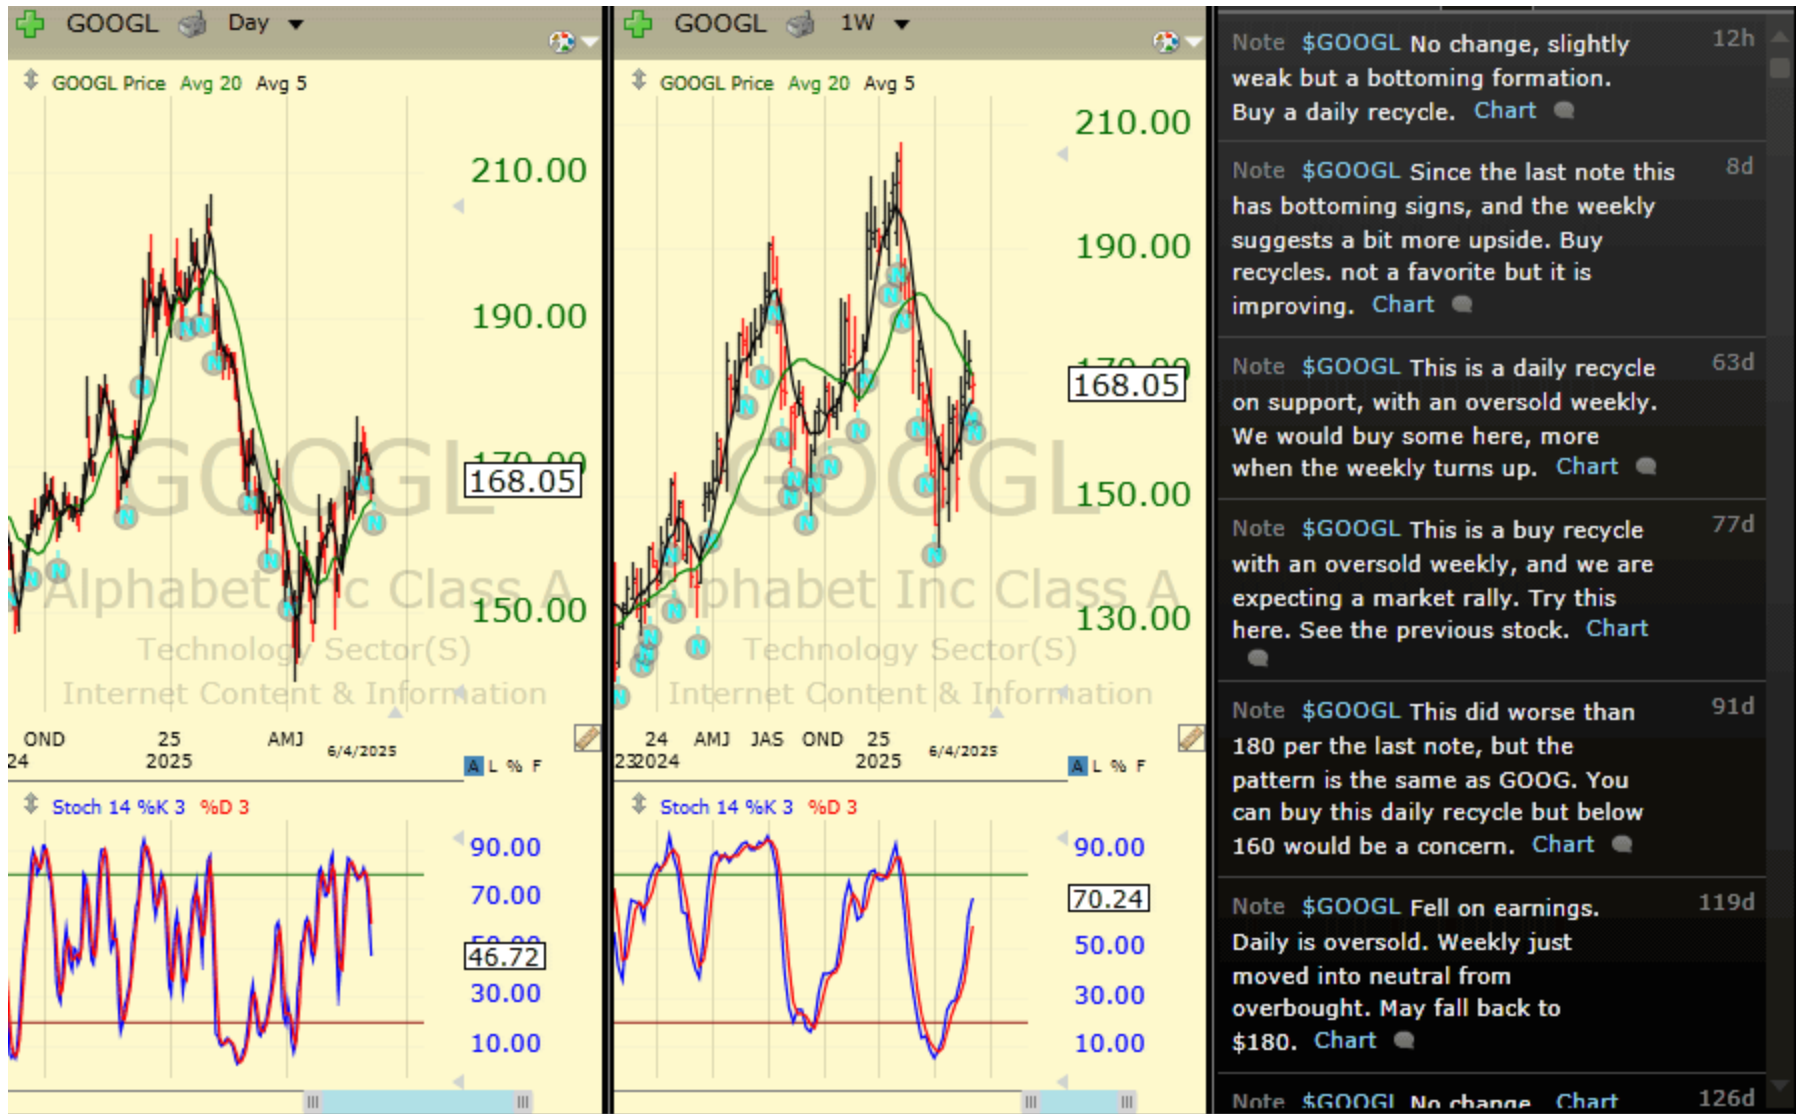 GOOGL Day
GOOGL Price Avg 20 Avg 5
210.00
190.00
170.00
168.05
150.00
GOOGL
Alphabet Inc Class A
Technology Sector(S)
Internet Content & Information
OND 25 AMJ 6/4/2025
24 2025
A L % F
Stoch 14 %K 3 %D 3
90.00
70.00
50.00
46.72
30.00
10.00
GOOGL 1W
GOOGL Price Avg 20 Avg 5
210.00
190.00
170.00
168.05
150.00
130.00
GOOGL
Alphabet Inc Class A
Technology Sector(S)
Internet Content & Information
24 AMJ JAS OND 25 6/4/2025
23 2024 2025
A L % F
Stoch 14 %K 3 %D 3
90.00
70.24
50.00
30.00
10.00
Note $GOOGL No change, slightly 12h
weak but a bottoming formation.
Buy a daily recycle. Chart
Note $GOOGL Since the last note this 8d
has bottoming signs, and the weekly
suggests a bit more upside. Buy
recycles. not a favorite but it is
improving. Chart
Note $GOOGL This is a daily recycle 63d
on support, with an oversold weekly.
We would buy some here, more
when the weekly turns up. Chart
Note $GOOGL This is a buy recycle 77d
with an oversold weekly, and we are
expecting a market rally. Try this
here. See the previous stock. Chart
Note $GOOGL This did worse than 91d
180 per the last note, but the
pattern is the same as GOOG. You
can buy this daily recycle but below
160 would be a concern. Chart
Note $GOOGL Fell on earnings. 119d
Daily is oversold. Weekly just
moved into neutral from
overbought. May fall back to
$180. Chart
Note $GOOGL No change Chart 126d